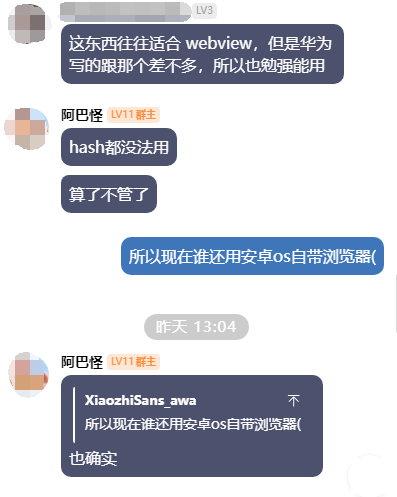 LV3
这东西往往适合 webview，但是华为
写的跟那个差不多，所以也勉强能用
阿巴怪 LV11 群主
hash都没法用
算了不管了
所以现在谁还用安卓os自带浏览器(
昨天 13:04
阿巴怪 LV11 群主
XiaozhiSans_awa
所以现在谁还用安卓os自带浏览器(
也确实